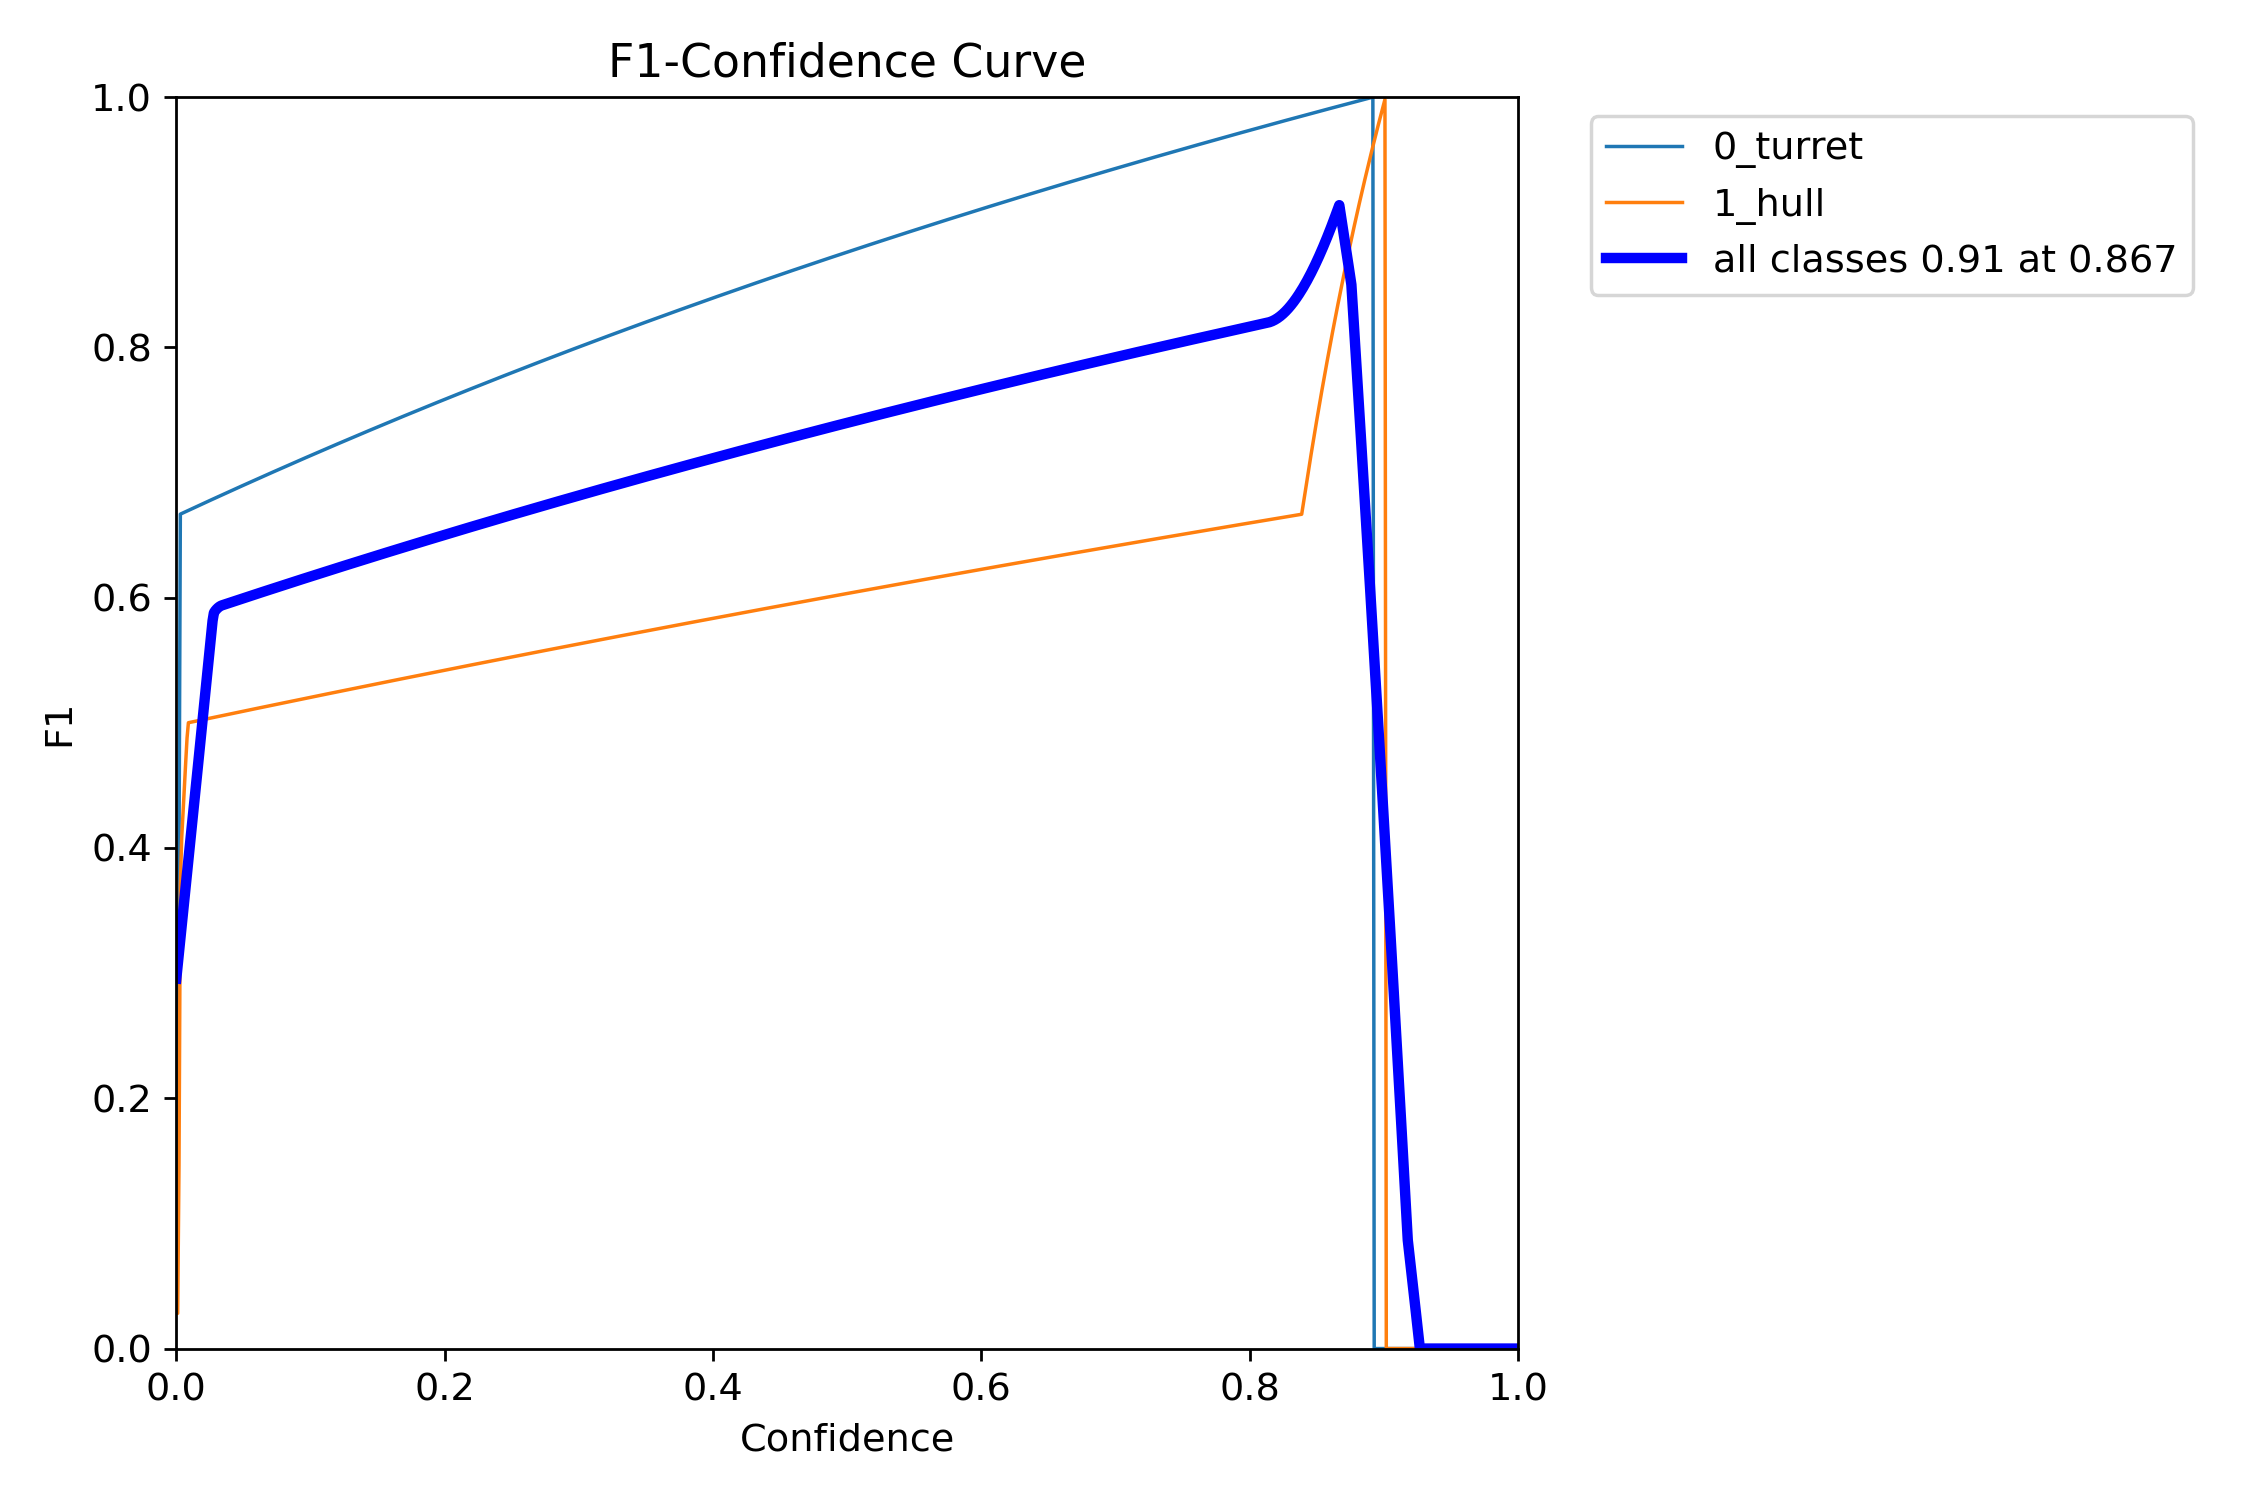 F1-Confidence Curve
1.0
0.8
0.6
0.4
0.2
0.0
F1
0.0 0.2 0.4 0.6 0.8 1.0
Confidence
0_turret
1_hull
all classes 0.91 at 0.867